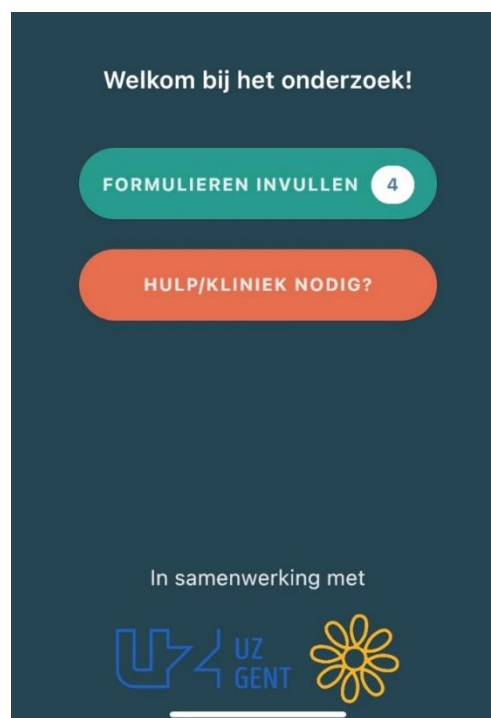 Welkom bij het onderzoek!
FORMULIEREN INVULLEN 4
HULP/KLINIEK NODIG?
In samenwerking met
UZ
GENT